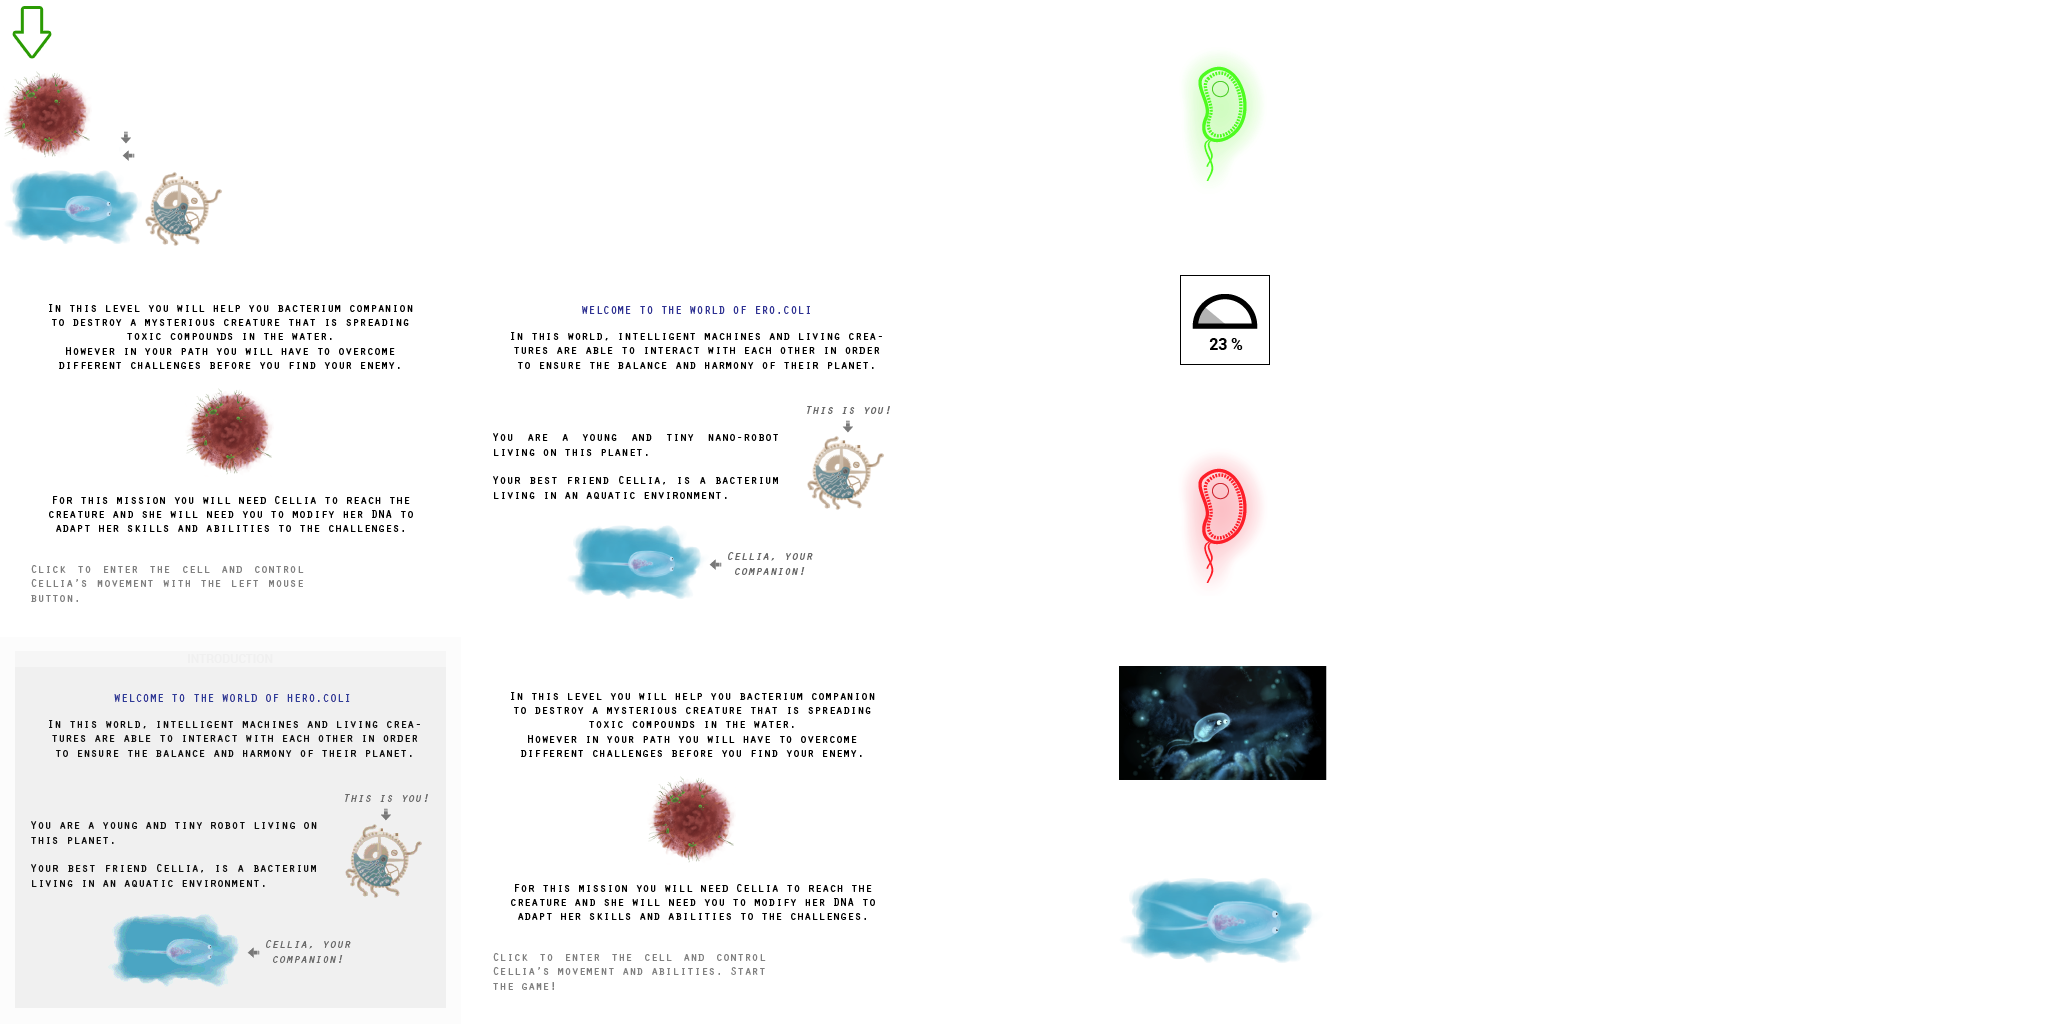 In this level you will help you bacterium companion
to destroy a mysterious creature that is spreading
toxic compounds in the water.
However in your path you will have to overcome
different challenges before you find your enemy.
For this mission you will need Cellia to reach the
creature and she will need you to modify her DNA to
adapt her skills and abilities to the challenges.
Click to enter the cell and control
Cellia's movement with the left mouse
button.
WELCOME TO THE WORLD OF ERO.COLI
In this world, intelligent machines and living crea-
tures are able to interact with each other in order
to ensure the balance and harmony of their planet.
This is you!
You are a young and tiny nano-robot
living on this planet.
Your best friend Cellia, is a bacterium
living in an aquatic environment.
Cellia, your
companion!
23 %
INTRODUCTION
WELCOME TO THE WORLD OF HERO.COLI
In this world, intelligent machines and living crea-
tures are able to interact with each other in order
to ensure the balance and harmony of their planet.
This is you!
You are a young and tiny robot living on
this planet.
Your best friend Cellia, is a bacterium
living in an aquatic environment.
Cellia, your
companion!
In this level you will help you bacterium companion
to destroy a mysterious creature that is spreading
toxic compounds in the water.
However in your path you will have to overcome
different challenges before you find your enemy.
For this mission you will need Cellia to reach the
creature and she will need you to modify her DNA to
adapt her skills and abilities to the challenges.
Click to enter the cell and control
Cellia's movement and abilities. Start
the game!